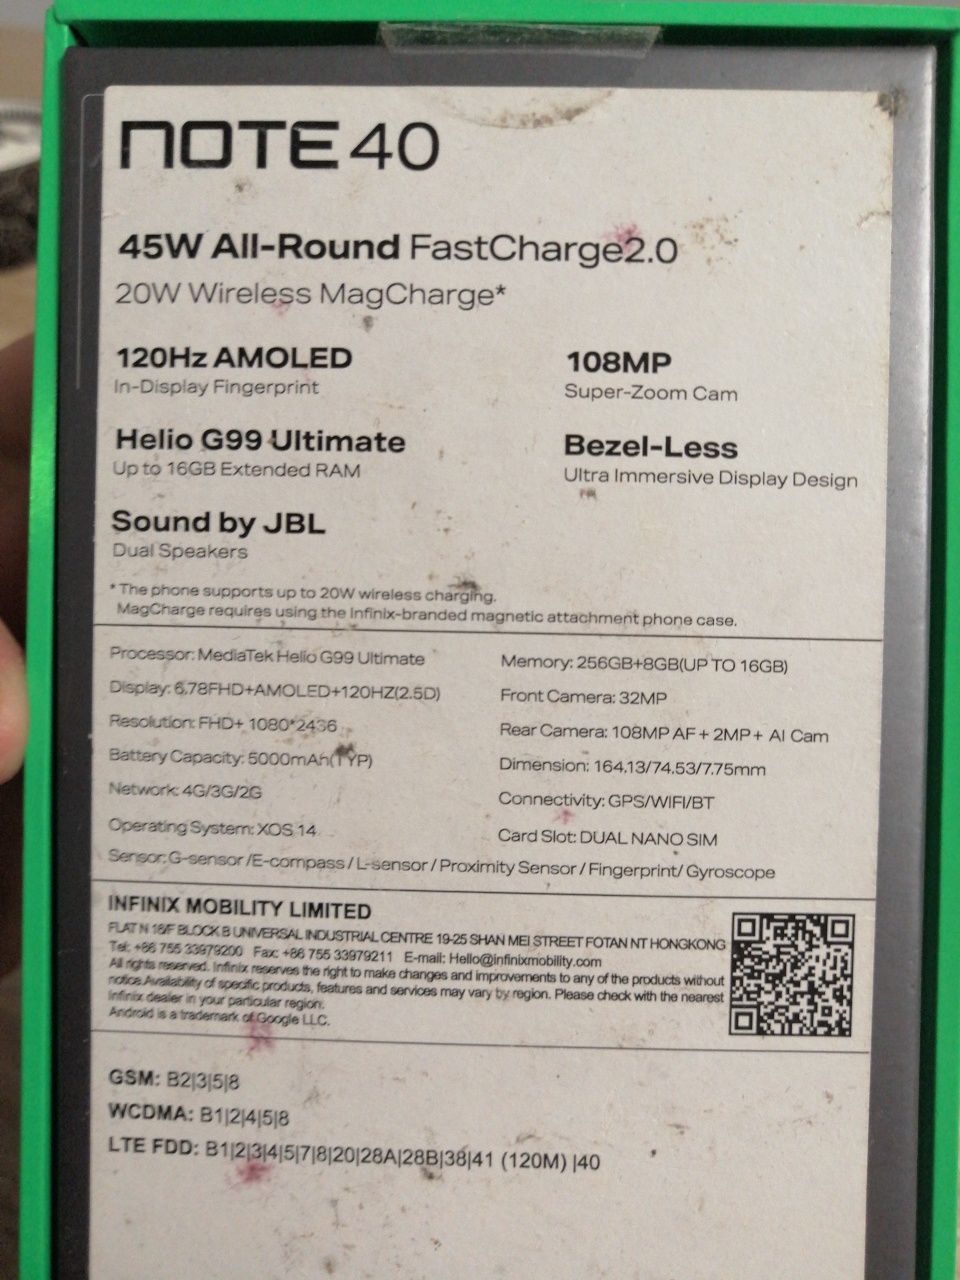 NOTE 40
45W All-Round FastCharge2.0
20W Wireless MagCharge*
120Hz AMOLED
In-Display Fingerprint
108MP
Super-Zoom Cam
Helio G99 Ultimate
Up to 16GB Extended RAM
Bezel-Less
Ultra Immersive Display Design
Sound by JBL
Dual Speakers
* The phone supports up to 20W wireless charging.
MagCharge requires using the Infinix-branded magnetic attachment phone case.
Processor: MediaTek Helio G99 Ultimate
Display: 6.78FHD+AMOLED+120HZ(2.5D)
Resolution: FHD+ 1080*2436
Battery Capacity: 5000mAh(TYP)
Network: 4G/3G/2G
Operating System: XOS 14
Memory: 256GB+8GB(UP TO 16GB)
Front Camera: 32MP
Rear Camera: 108MP AF + 2MP + AI Cam
Dimension: 164.13/74.53/7.75mm
Connectivity: GPS/WIFI/BT
Card Slot: DUAL NANO SIM
Sensor: G-sensor /E-compass / L-sensor / Proximity Sensor / Fingerprint/ Gyroscope
INFINIX MOBILITY LIMITED
FLAT N 16/F BLOCK B UNIVERSAL INDUSTRIAL CENTRE 19-25 SHAN MEI STREET FOTAN NT HONGKONG
Tel: +86 755 33979200 Fax: +86 755 33979211 E-mail: Hello@infinixmobility.com
All rights reserved. Infinix reserves the right to make changes and improvements to any of the products without
notice.Availability of specific products, features and services may vary by region. Please check with the nearest
Infinix dealer in your particular region.
Android is a trademark of Google LLC.
GSM: B2|3|5|8
WCDMA: B1|2|4|5|8
LTE FDD: B1|2|3|4|5|7|8|20|28A|28B|38|41 (120M) |40